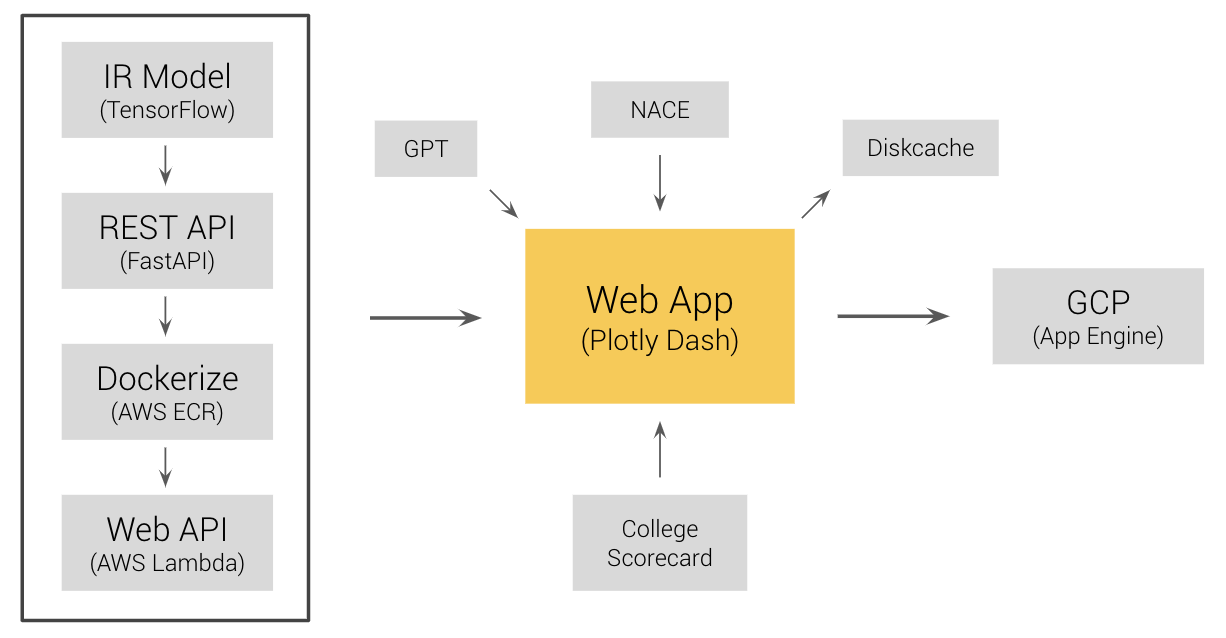 IR Model
(TensorFlow)
REST API
(FastAPI)
Dockerize
(AWS ECR)
Web API
(AWS Lambda)
GPT
NACE
Diskcache
Web App
(Plotly Dash)
College
Scorecard
GCP
(App Engine)